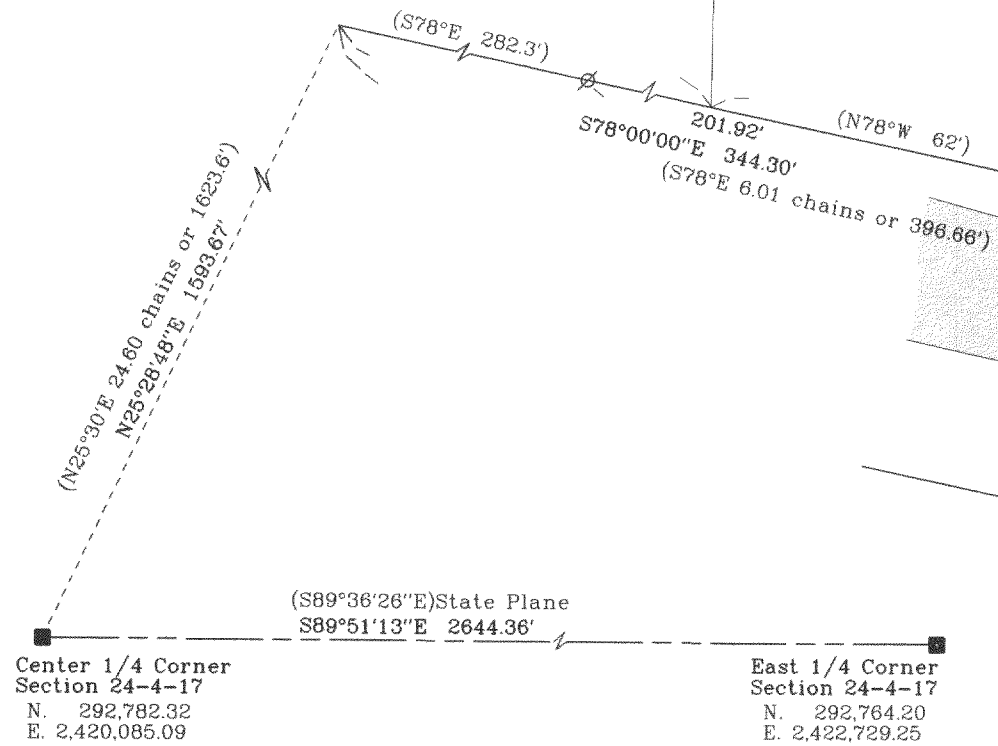 (S78°E 282.3')
201.92'
(N78°W 62')
S78°00'00"E 344.30'
(S78°E 6.01 chains or 396.66')
(N25°30'E 24.60 chains or 1623.6')
N25°28'48"E 1593.67'
(S89°36'26"E)State Plane
S89°51'13"E 2644.36'
Center 1/4 Corner
Section 24-4-17
N. 292,782.32
E. 2,420,085.09
East 1/4 Corner
Section 24-4-17
N. 292,764.20
E. 2,422,729.25